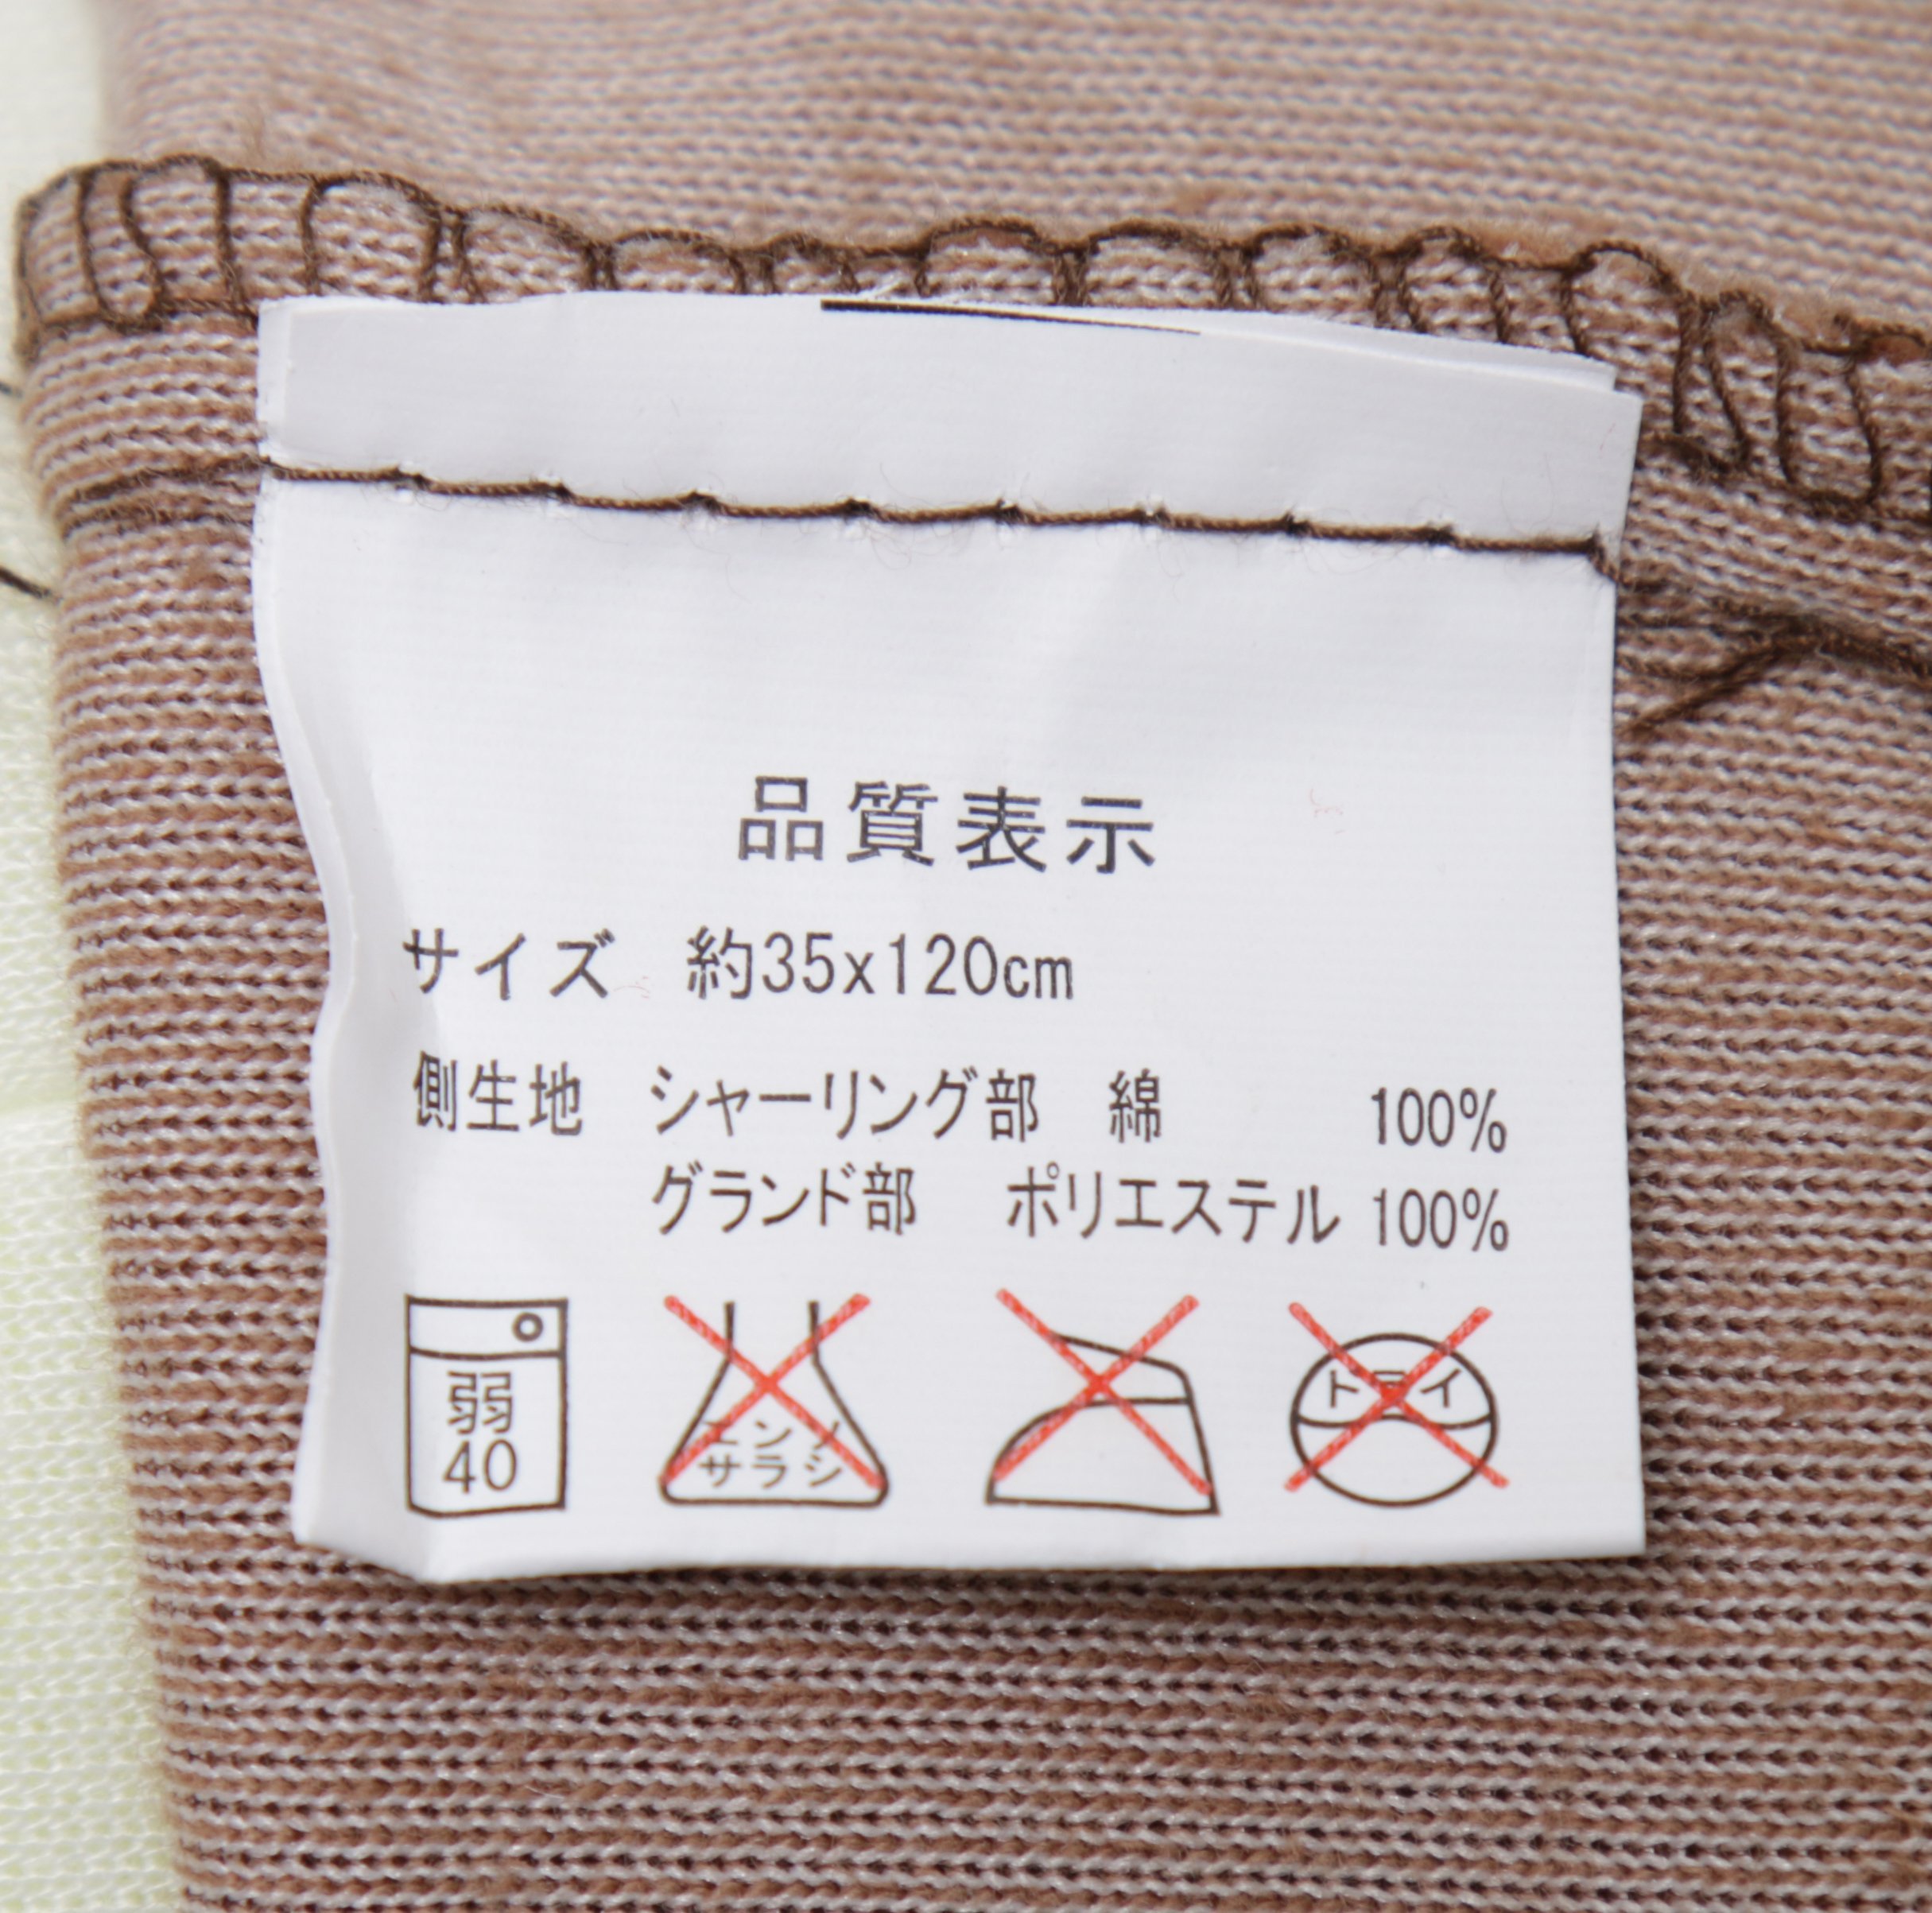 品質表示
サイズ 約35x120cm
側生地 シャーリング部 綿 100%
グランド部 ポリエステル 100%
弱
40
エンソ
サラシ
ドライ